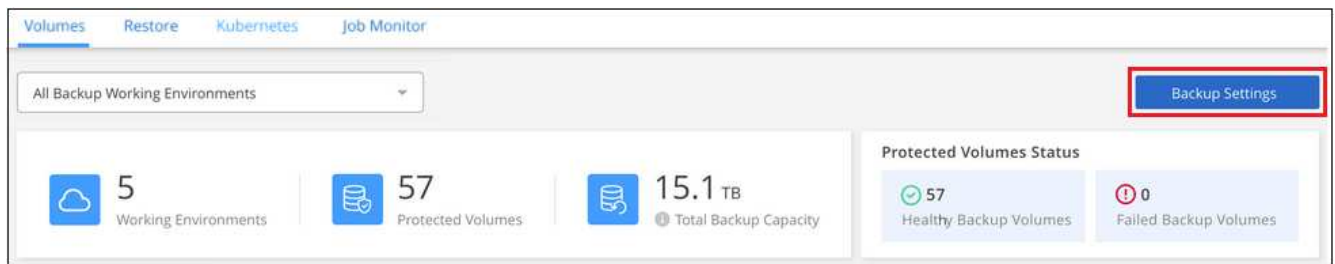 Volumes Restore Kubernetes Job Monitor
All Backup Working Environments
Backup Settings
5
Working Environments
57
Protected Volumes
15.1 TB
Total Backup Capacity
Protected Volumes Status
57
Healthy Backup Volumes
0
Failed Backup Volumes